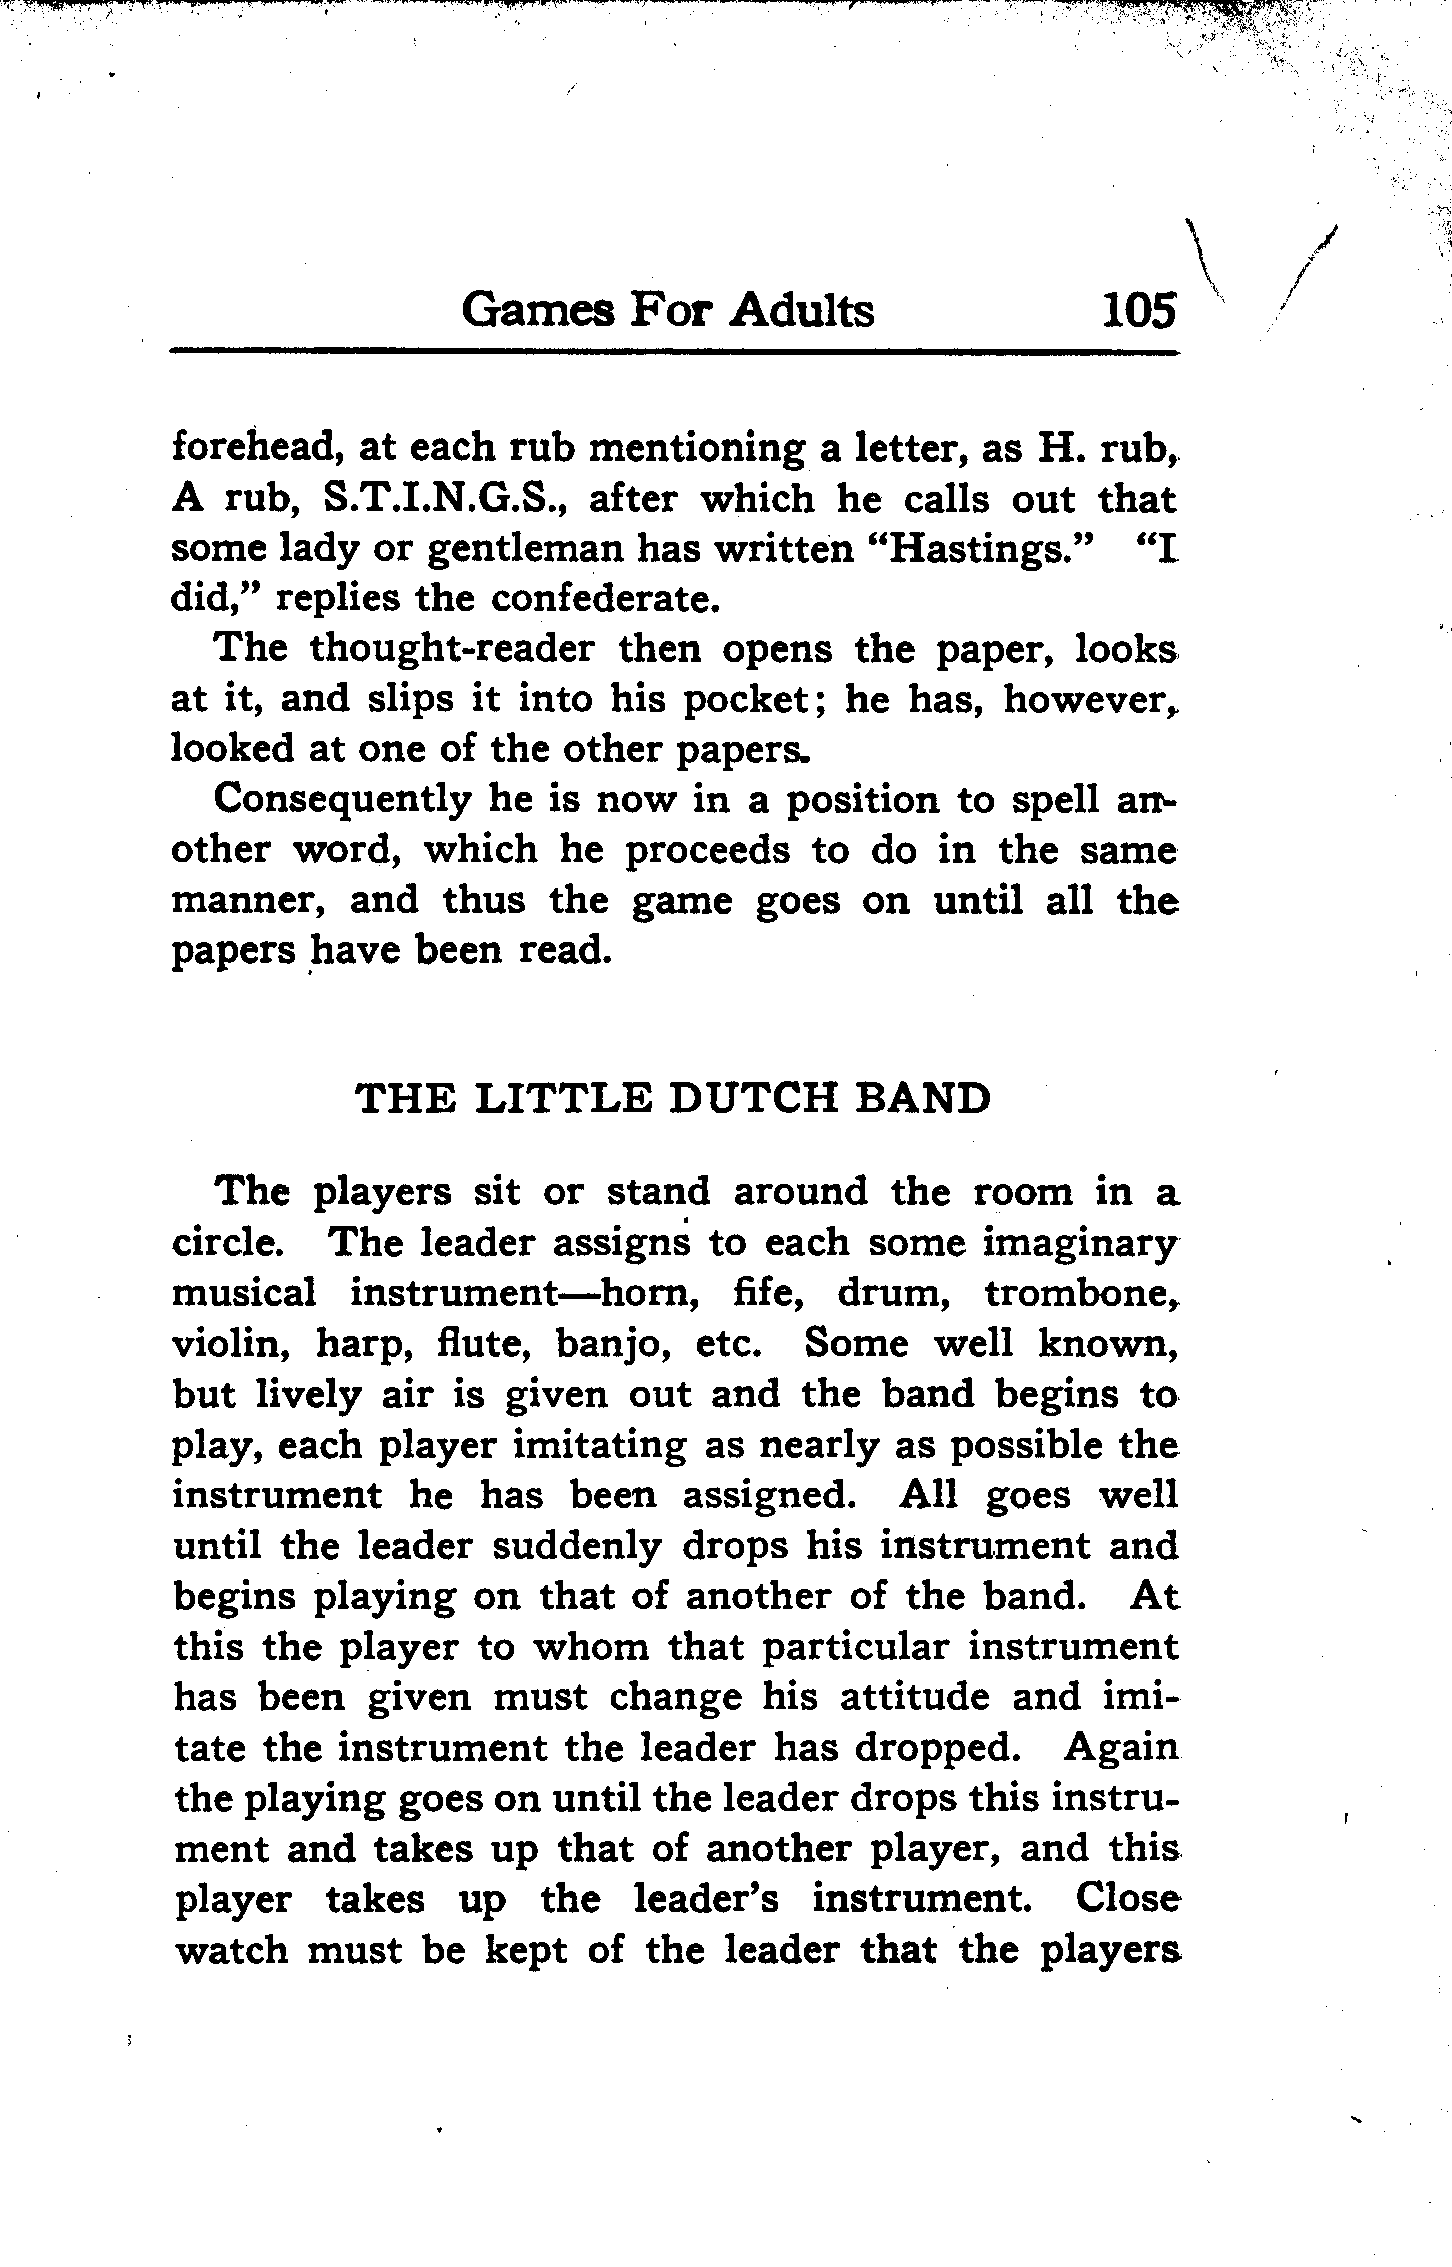 Games For Adults 105
forehead, at each rub mentioning a letter, as H. rub,
A rub, S.T.I.N.G.S., after which he calls out that
some lady or gentleman has written “Hastings.” “I
did,” replies the confederate.
The thought-reader then opens the paper, looks
at it, and slips it into his pocket; he has, however,
looked at one of the other papers.
Consequently he is now in a position to spell an-
other word, which he proceeds to do in the same
manner, and thus the game goes on until all the
papers have been read.
THE LITTLE DUTCH BAND
The players sit or stand around the room in a
circle. The leader assigns to each some imaginary
musical instrument—horn, fife, drum, trombone,
violin, harp, flute, banjo, etc. Some well known,
but lively air is given out and the band begins to
play, each player imitating as nearly as possible the
instrument he has been assigned. All goes well
until the leader suddenly drops his instrument and
begins playing on that of another of the band. At
this the player to whom that particular instrument
has been given must change his attitude and imi-
tate the instrument the leader has dropped. Again
the playing goes on until the leader drops this instru-
ment and takes up that of another player, and this
player takes up the leader’s instrument. Close
watch must be kept of the leader that the players